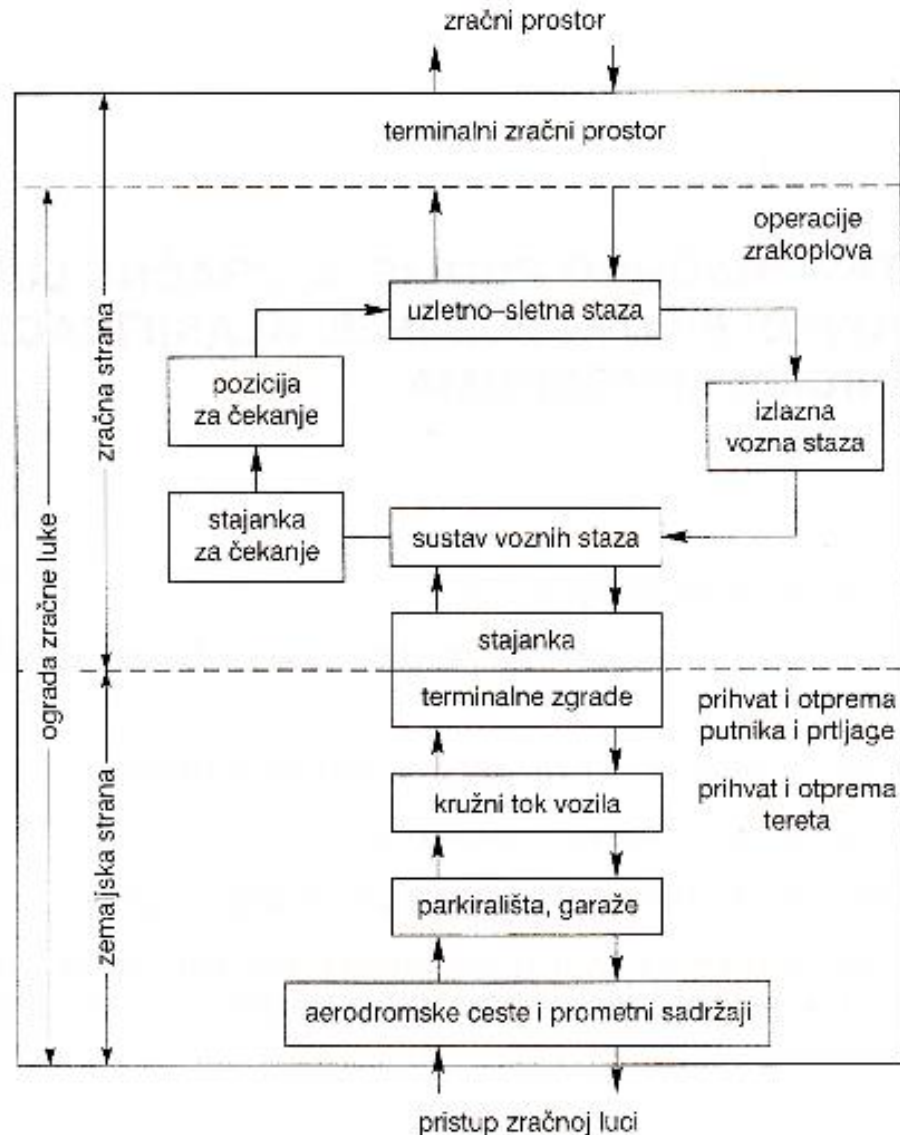 zračni prostor
terminalni zračni prostor
operacije
zrakoplova
uzletno–sletna staza
pozicija
za čekanje
izlazna
vozna staza
stajanka
za čekanje
sustav voznih staza
stajanka
terminalne zgrade
prihvat i otprema
putnika i prtljage
kružni tok vozila
prihvat i otprema
tereta
parkirališta, garaže
aerodromske ceste i prometni sadržaji
pristup zračnoj luci
ograda zračne luke
zračna strana
zemaljska strana